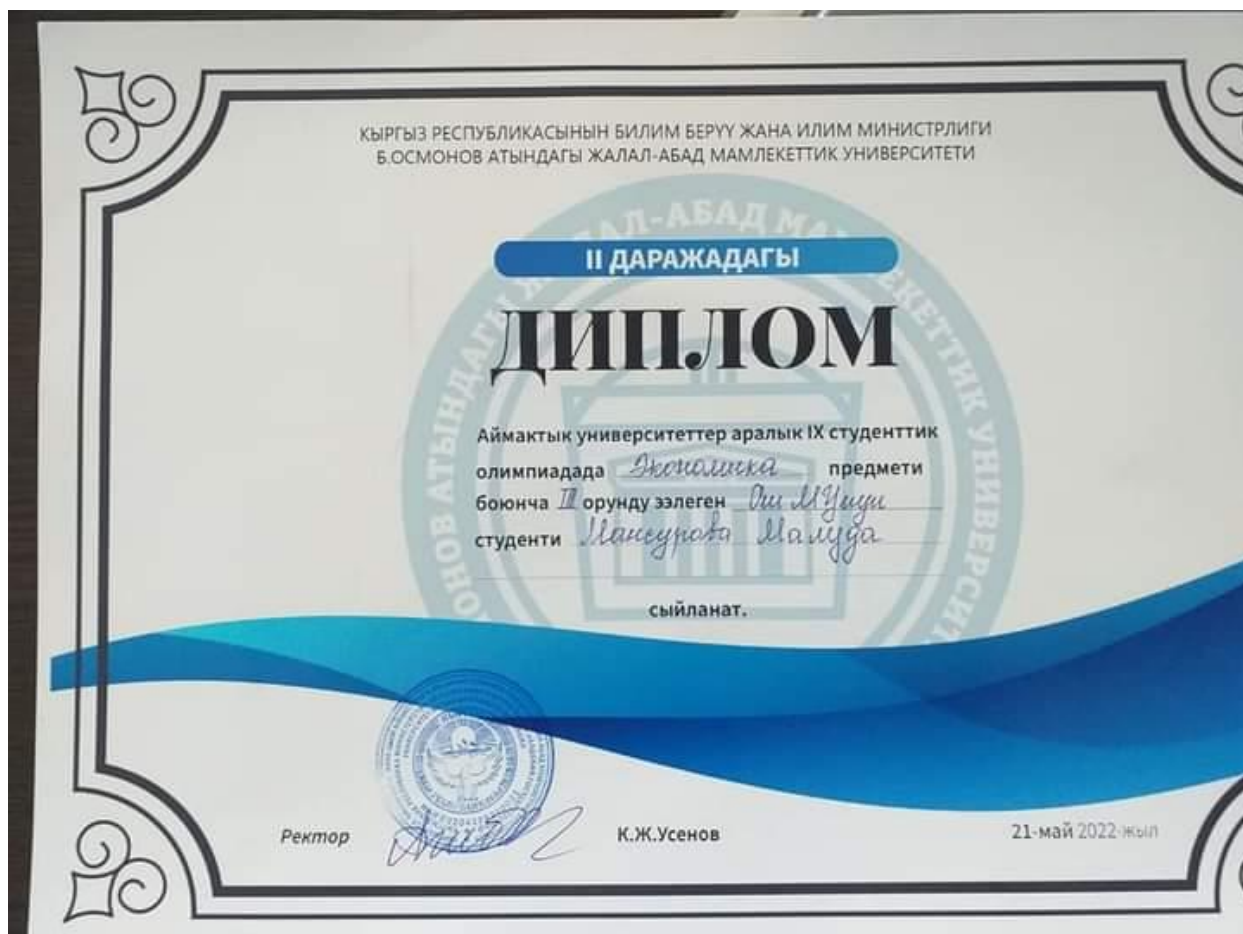 КЫРГЫЗ РЕСПУБЛИКАСЫНЫН БИЛИМ БЕРҮҮ ЖАНА ИЛИМ МИНИСТРЛИГИ
Б.ОСМОНОВ АТЫНДАГЫ ЖАЛАЛ-АБАД МАМЛЕКЕТТИК УНИВЕРСИТЕТИ
II ДАРАЖАДАГЫ
ДИПЛОМ
Аймактык университеттер аралык IX студенттик
олимпиадада Экономика предмети
боюнча II орунду ээлеген Ош МУнун
студенти Мансурова Малуда
сыйланат.
Ректор К.Ж.Усенов 21-май 2022-жыл